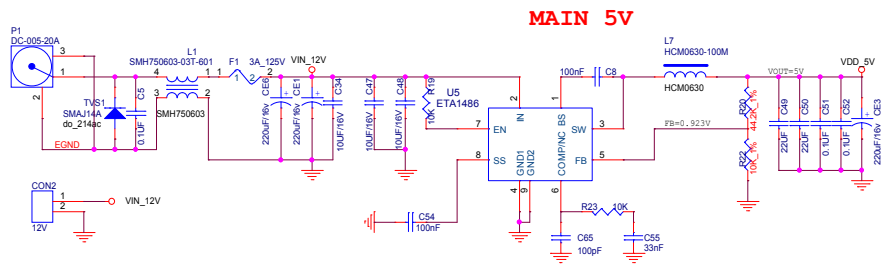 MAIN 5V
P1
DC-005-20A
3
1
2
EGND
TVS1
SMAJ14A
do_214ac
C5
0.1UF
L1
SMH750603-03T-601
4 1
3 2
SMH750603
F1 3A_125V
1 2
VIN_12V
CE6
220uF/16v
CE1
220uF/16v
C34
10UF/16V
C47
10UF/16V
C48
10UF/16V
R19
10K
U5
ETA1486
2
IN
1
BS
7 EN
SW 3
COMP/NC
8 SS
FB 5
GND1
GND2
4
9
6
C8
100nF
L7
HCM0630-100M
HCM0630
VOUT=5V
VDD_5V
FB=0.923V
R20
44.2K_1%
R22
10K_1%
C49
22UF
C50
22UF
C51
0.1UF
C52
0.1UF
CE3
220uF/16v
C54
100nF
R23 10K
C65
100pF
C55
33nF
CON2
1
2
12V
VIN_12V